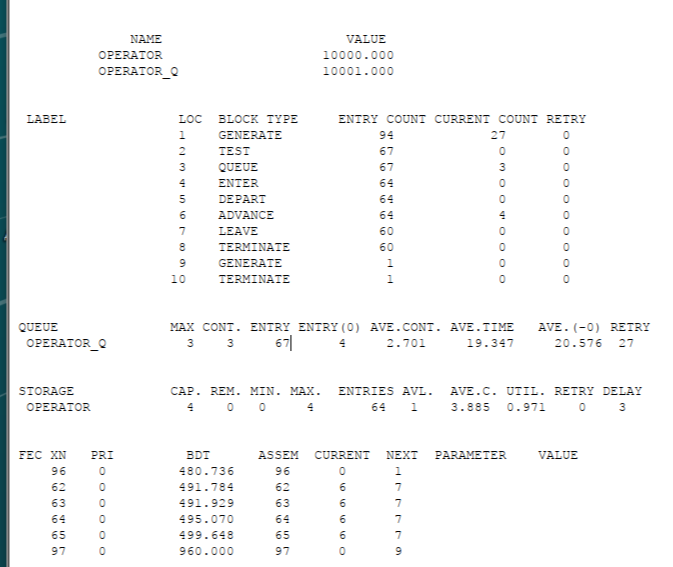 NAME VALUE
OPERATOR 10000.000
OPERATOR_Q 10001.000
LABEL LOC BLOCK TYPE ENTRY COUNT CURRENT COUNT RETRY
1 GENERATE 94 27 0
2 TEST 67 0 0
3 QUEUE 67 3 0
4 ENTER 64 0 0
5 DEPART 64 0 0
6 ADVANCE 64 4 0
7 LEAVE 60 0 0
8 TERMINATE 60 0 0
9 GENERATE 1 0 0
10 TERMINATE 1 0 0
QUEUE MAX CONT. ENTRY ENTRY(0) AVE.CONT. AVE.TIME AVE.(-0) RETRY
OPERATOR_Q 3 3 67 4 2.701 19.347 20.576 27
STORAGE CAP. REM. MIN. MAX. ENTRIES AVL. AVE.C. UTIL. RETRY DELAY
OPERATOR 4 0 0 4 64 1 3.885 0.971 0 3
FEC XN PRI BDT ASSEM CURRENT NEXT PARAMETER VALUE
96 0 480.736 96 0 1
62 0 491.784 62 6 7
63 0 491.929 63 6 7
64 0 495.070 64 6 7
65 0 499.648 65 6 7
97 0 960.000 97 0 9